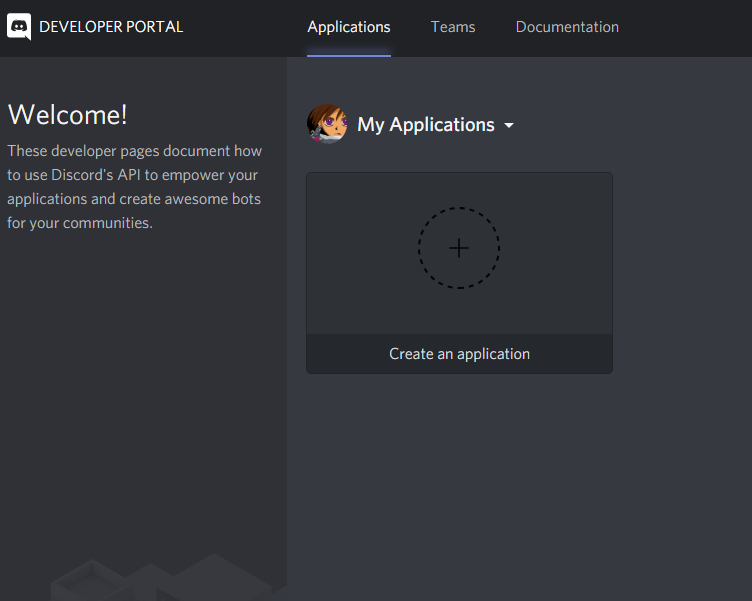 DEVELOPER PORTAL
Applications
Teams
Documentation
Welcome!
These developer pages document how
to use Discord's API to empower your
applications and create awesome bots
for your communities.
My Applications
Create an application